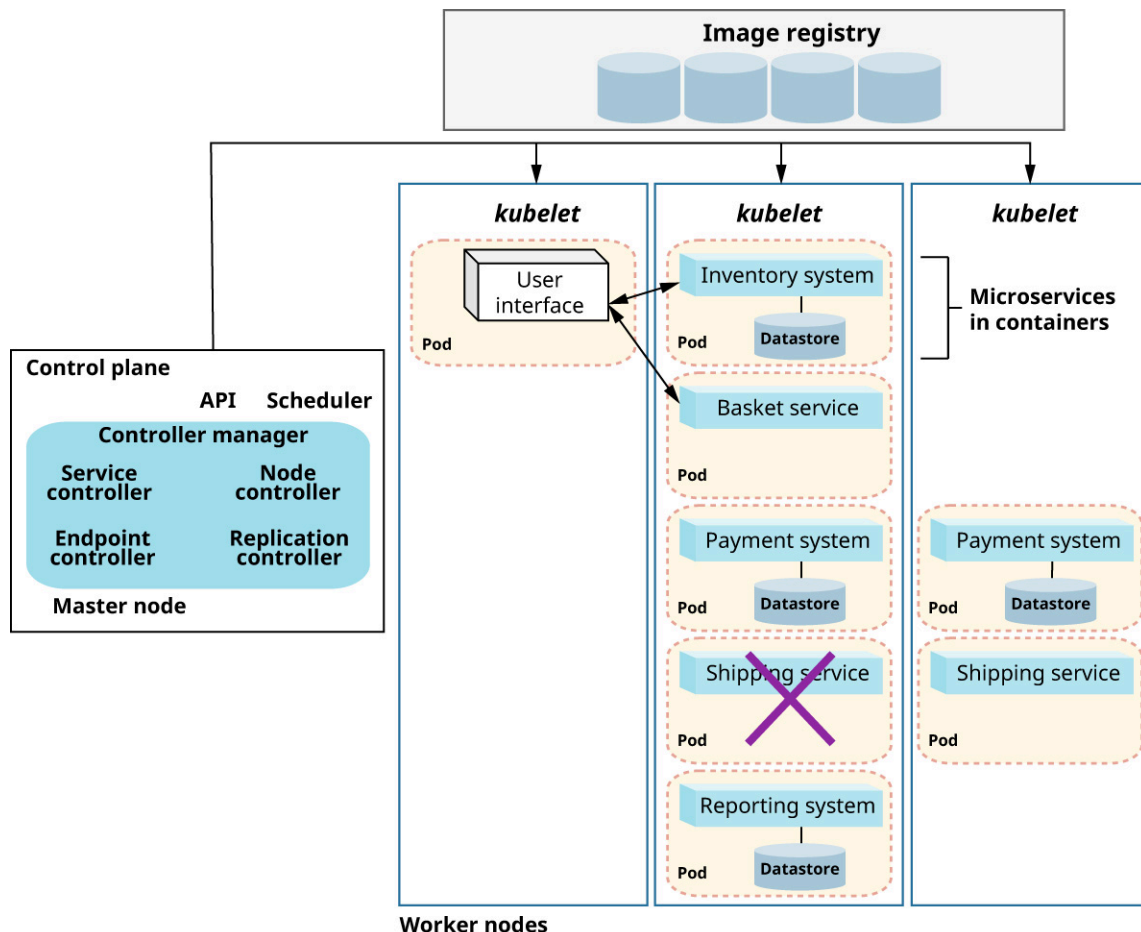 Image registry
kubelet
kubelet
kubelet
User
interface
Pod
Inventory system
Datastore
Pod
Microservices
in containers
Control plane
API
Scheduler
Controller manager
Service
controller
Node
controller
Endpoint
controller
Replication
controller
Master node
Basket service
Pod
Payment system
Datastore
Pod
Payment system
Datastore
Pod
Shipping service
Pod
Shipping service
Pod
Reporting system
Datastore
Pod
Worker nodes